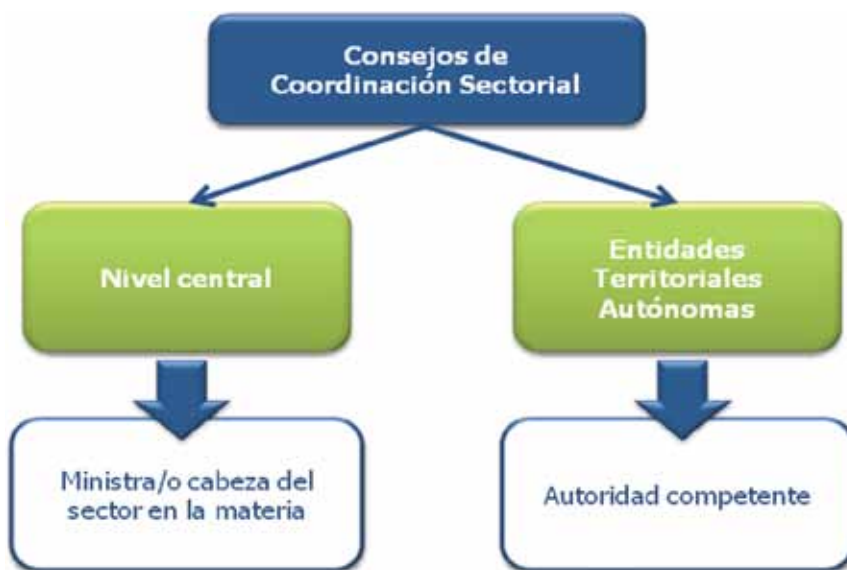 Consejos de
Coordinación Sectorial
Nivel central
Entidades
Territoriales
Autónomas
Ministra/o cabeza del
sector en la materia
Autoridad competente